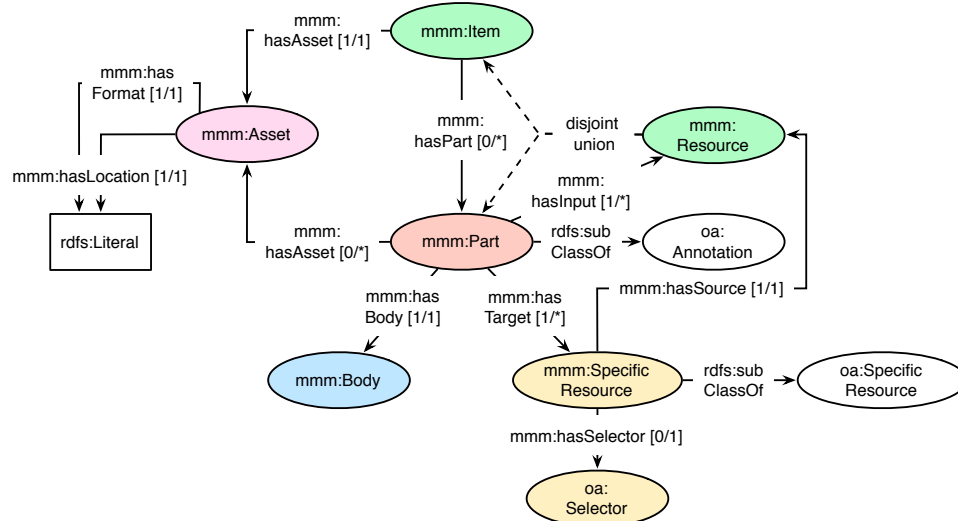 mmm:
hasAsset [1/1]
mmm:Item
mmm:has
Format [1/1]
mmm:Asset
mmm:
hasPart [0/*]
disjoint
union
mmm:
Resource
mmm:hasLocation [1/1]
mmm:
hasInput [1/*]
rdfs:Literal
mmm:
hasAsset [0/*]
mmm:Part
rdfs:sub
ClassOf
oa:
Annotation
mmm:has
Body [1/1]
mmm:has
Target [1/*]
mmm:hasSource [1/1]
mmm:Body
mmm:Specific
Resource
rdfs:sub
ClassOf
oa:Specific
Resource
mmm:hasSelector [0/1]
oa:
Selector